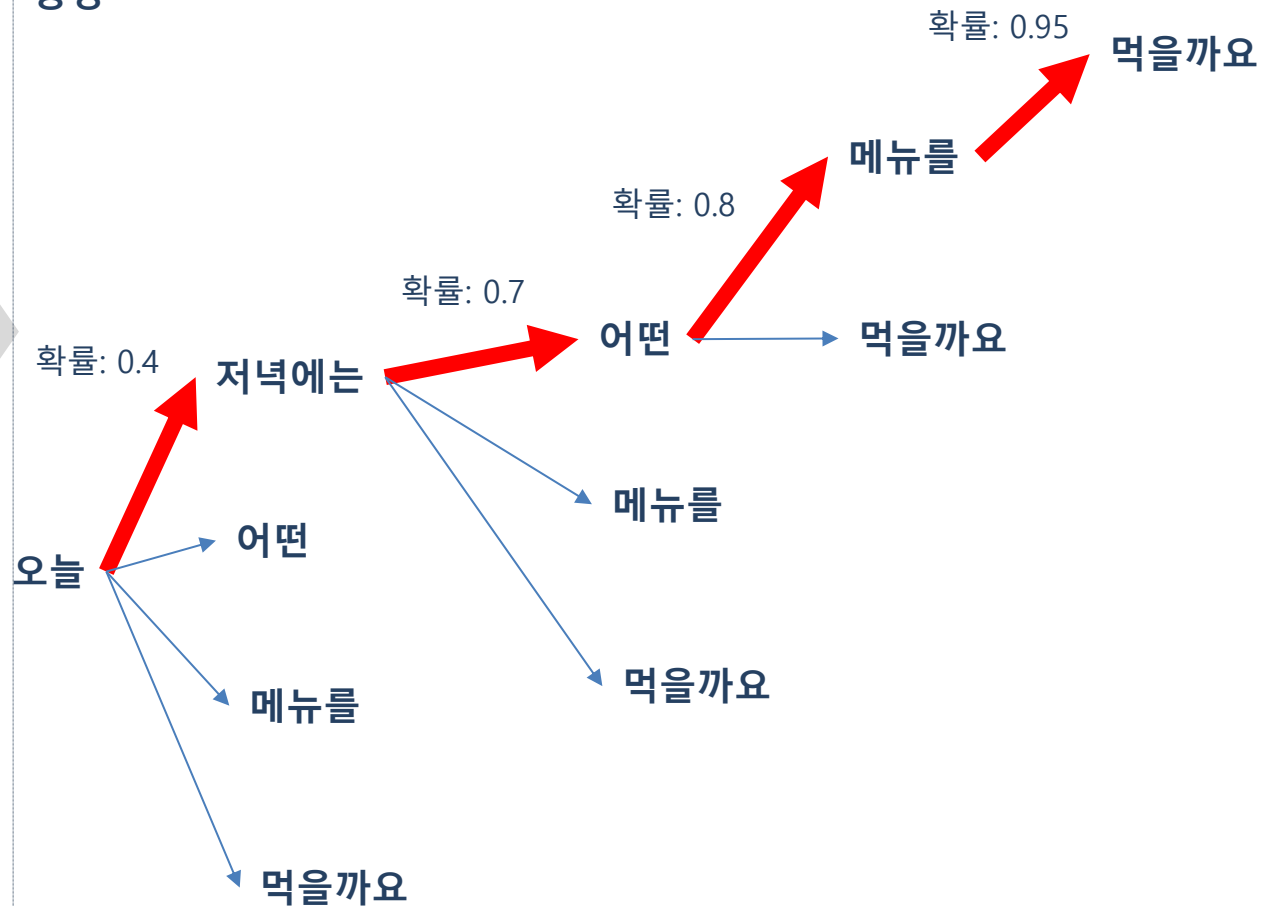 확률: 0.95
먹을까요
메뉴를
확률: 0.8
확률: 0.7
어떤
먹을까요
확률: 0.4
저녁에는
메뉴를
어떤
오늘
먹을까요
메뉴를
먹을까요